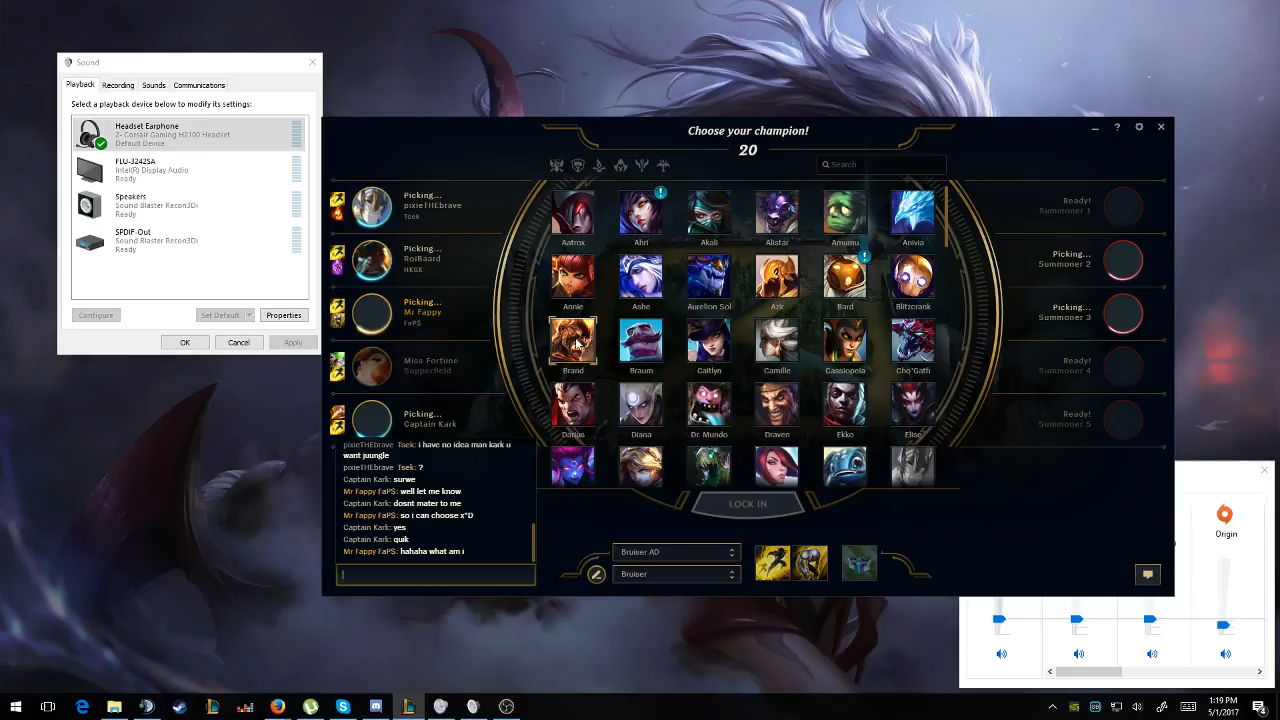 Sound
Playback
Recording
Sounds
Communications
Select a playback device below to modify its settings:
Headset Earphone
2- Corsair Gaming H2100 Headset
Default Device
FLU-3242SA
Intel(R) Display Audio
Ready
Speakers
Sound Blaster Recon3Di
Ready
SPDIF-Out
Sound Blaster Recon3Di
Ready
Configure
Set Default
Properties
OK
Cancel
Apply
Choose your champion!
20
Search
Picking...
pixieTHEbrave
Tsek
Picking...
RolBaard
HKGK
Picking...
Mr Fappy
FaP$
Miss Fortune
Supperfield
Picking...
Captain Kark
Aatrox
Ahri
Akali
Alistar
Amumu
Anivia
Annie
Ashe
Aurelion Sol
Azir
Bard
Blitzcrank
Brand
Braum
Caitlyn
Camille
Cassiopeia
Cho'Gath
Darius
Diana
Dr. Mundo
Draven
Ekko
Elise
Ready!
Summoner 1
Picking...
Summoner 2
Picking...
Summoner 3
Ready!
Summoner 4
Ready!
Summoner 5
pixieTHEbrave Tsek: i have no idea man kark u
want juungle
pixieTHEbrave Tsek: ?
Captain Kark: surwe
Mr Fappy FaP$: well let me know
Captain Kark: dosnt mater to me
Mr Fappy FaP$: so i can choose x"D
Captain Kark: yes
Captain Kark: quik
Mr Fappy FaP$: hahaha what am i
LOCK IN
Bruiser AD
Bruiser
Origin
1:19 PM
5/1/2017